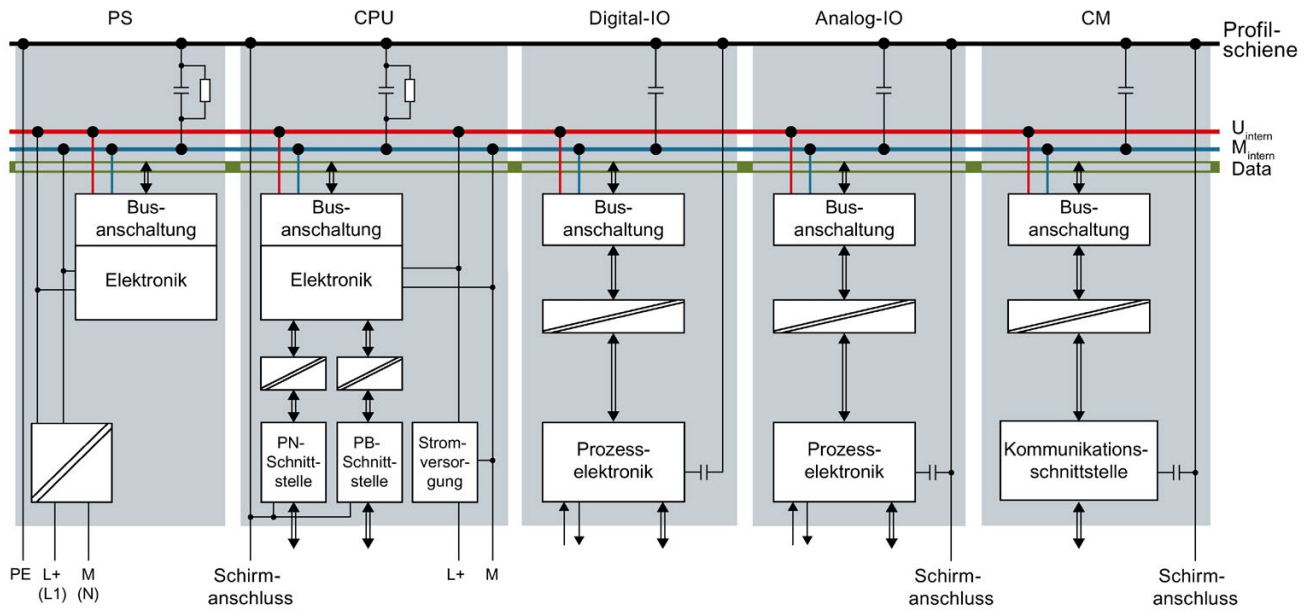 PS
CPU
Digital-IO
Analog-IO
CM
Profil-
schiene
U intern
M intern
Data
Bus-
anschaltung
Elektronik
Bus-
anschaltung
Elektronik
Bus-
anschaltung
Bus-
anschaltung
Bus-
anschaltung
PN-
Schnitt-
stelle
PB-
Schnitt-
stelle
Strom-
versor-
gung
Prozess-
elektronik
Prozess-
elektronik
Kommunikations-
schnittstelle
PE
L+
(L1)
M
(N)
Schirm-
anschluss
L+
M
Schirm-
anschluss
Schirm-
anschluss